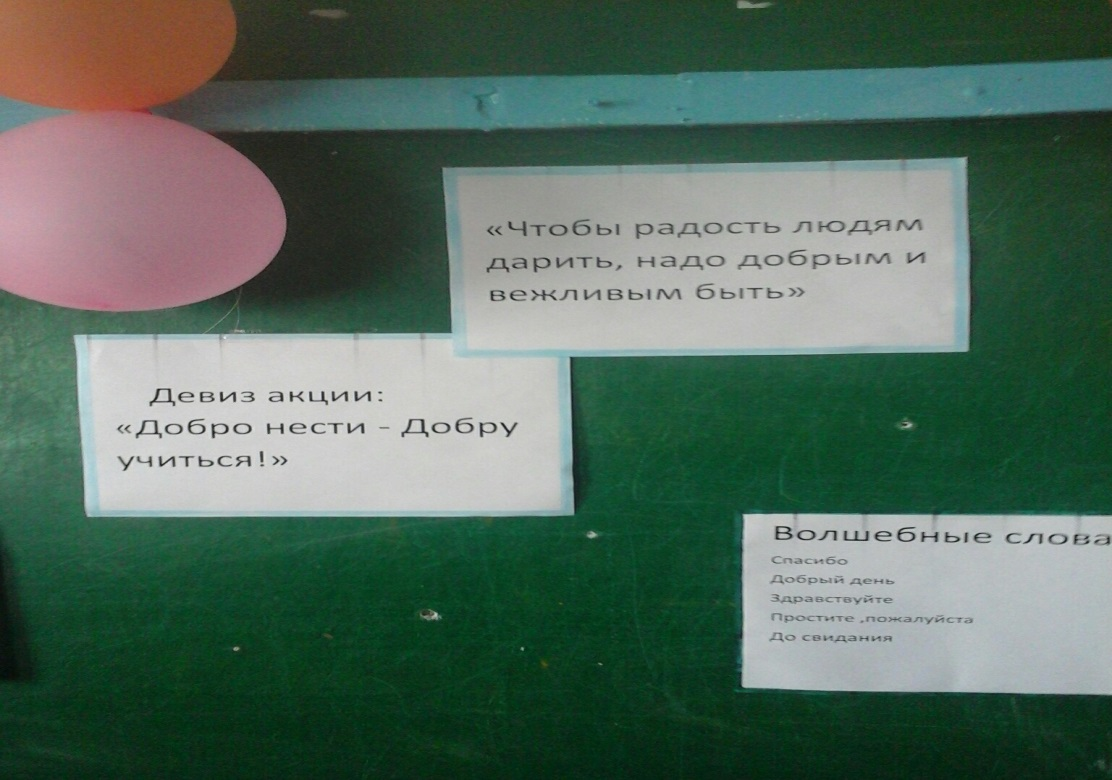 «Чтобы радость людям
дарить, надо добрым и
вежливым быть»
Девиз акции:
«Добро нести - Добру
учиться!»
Волшебные слова
Спасибо
Добрый день
Здравствуйте
Простите ,пожалуйста
До свидания